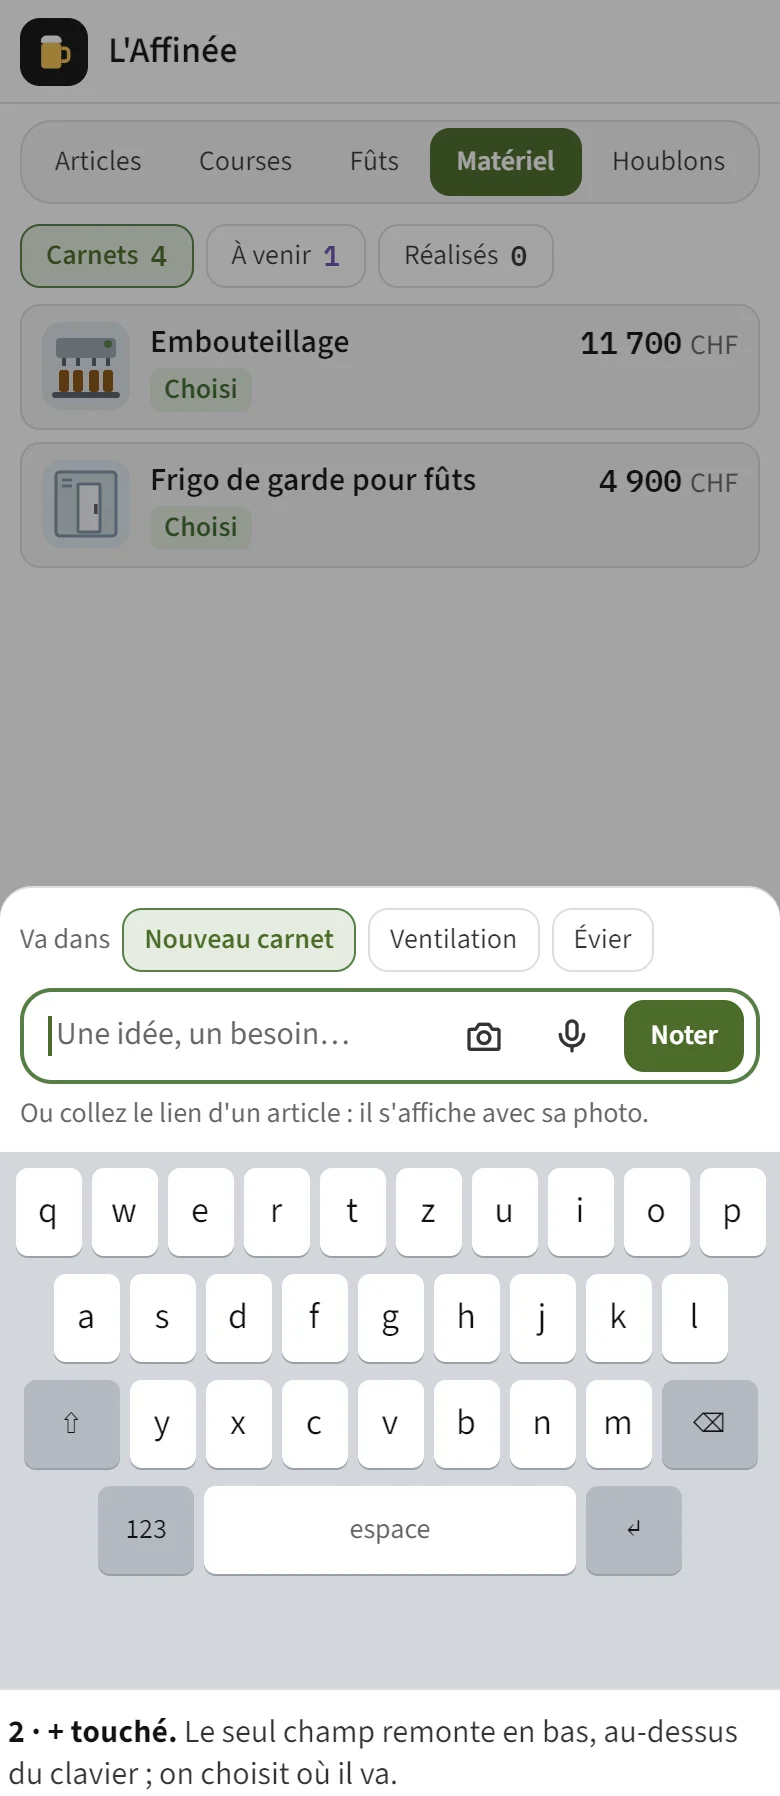 L'Affinée
Articles Courses Fûts Matériel Houblons
Carnets 4 À venir 1 Réalisés 0
Embouteillage 11 700 CHF
Choisi
Frigo de garde pour fûts 4 900 CHF
Choisi
Va dans Nouveau carnet Ventilation Évier
Une idée, un besoin… Noter
Ou collez le lien d'un article : il s'affiche avec sa photo.
q w e r t z u i o p
a s d f g h j k l
⇧ y x c v b n m ⌫
123 espace ↵
2 · + touché. Le seul champ remonte en bas, au-dessus
du clavier ; on choisit où il va.